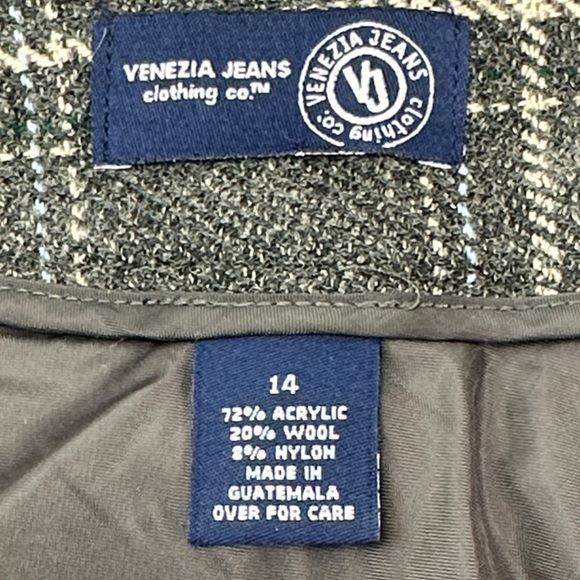 VENEZIA JEANS
clothing co.™
VENEZIA JEANS
clothing co.
VJ
14
72% ACRYLIC
20% WOOL
8% NYLON
MADE IN
GUATEMALA
OVER FOR CARE